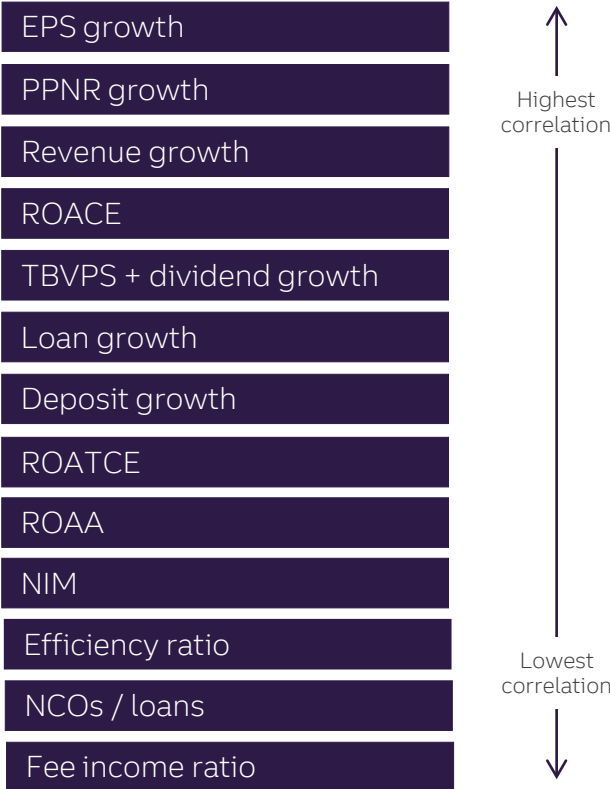 EPS growth
PPNR growth
Revenue growth
ROACE
TBVPS + dividend growth
Loan growth
Deposit growth
ROATCE
ROAA
NIM
Efficiency ratio
NCOs / loans
Fee income ratio
Highest
correlation
Lowest
correlation